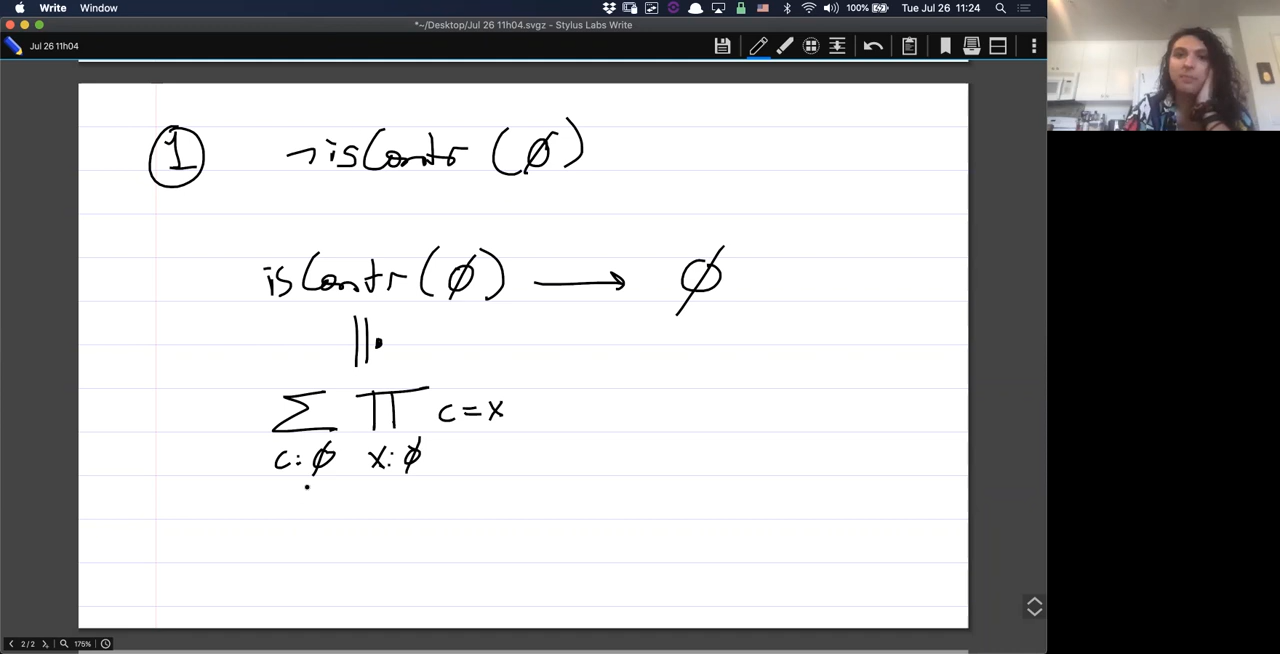 Write Window 100% Tue Jul 26 11:24
*~/Desktop/Jul 26 11h04.svgz - Stylus Labs Write
Jul 26 11h04
① ¬isContr(∅)
isContr(∅) ⟶ ∅
||.
∑ ∏ c=x
c:∅ x:∅
2/2 176%